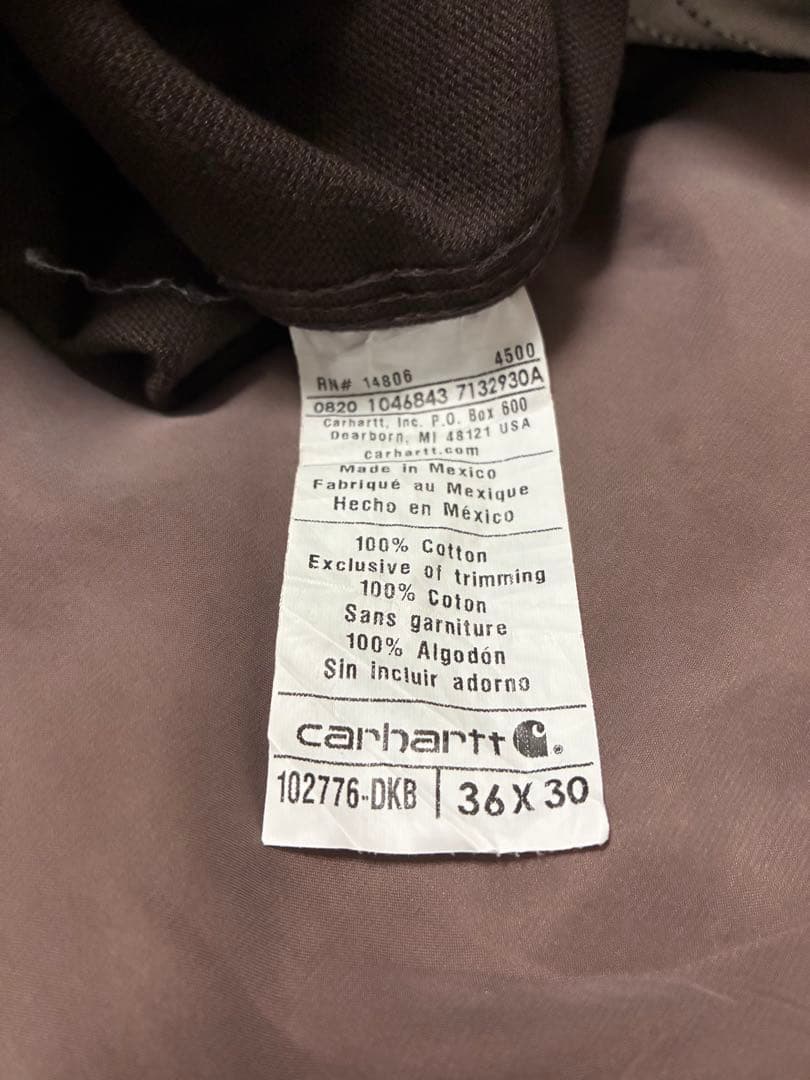 RN# 14806 4500
0820 1046843 7132930A
Carhartt, Inc. P.O. Box 600
Dearborn, MI 48121 USA
carhartt.com
Made in Mexico
Fabriqué au Mexique
Hecho en México
100% Cotton
Exclusive of trimming
100% Coton
Sans garniture
100% Algodón
Sin incluir adorno
carhartt
102776-DKB | 36 X 30